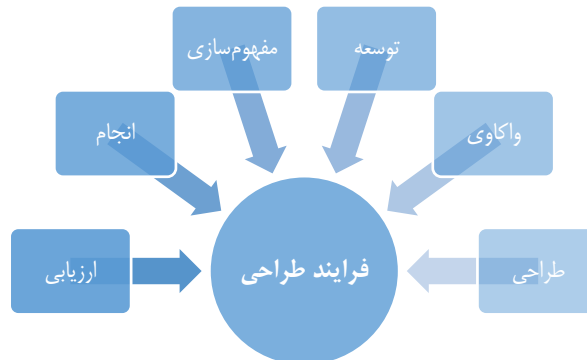 توسعه
مفهوم‌سازی
واکاوی
انجام
طراحی
فرایند طراحی
ارزیابی